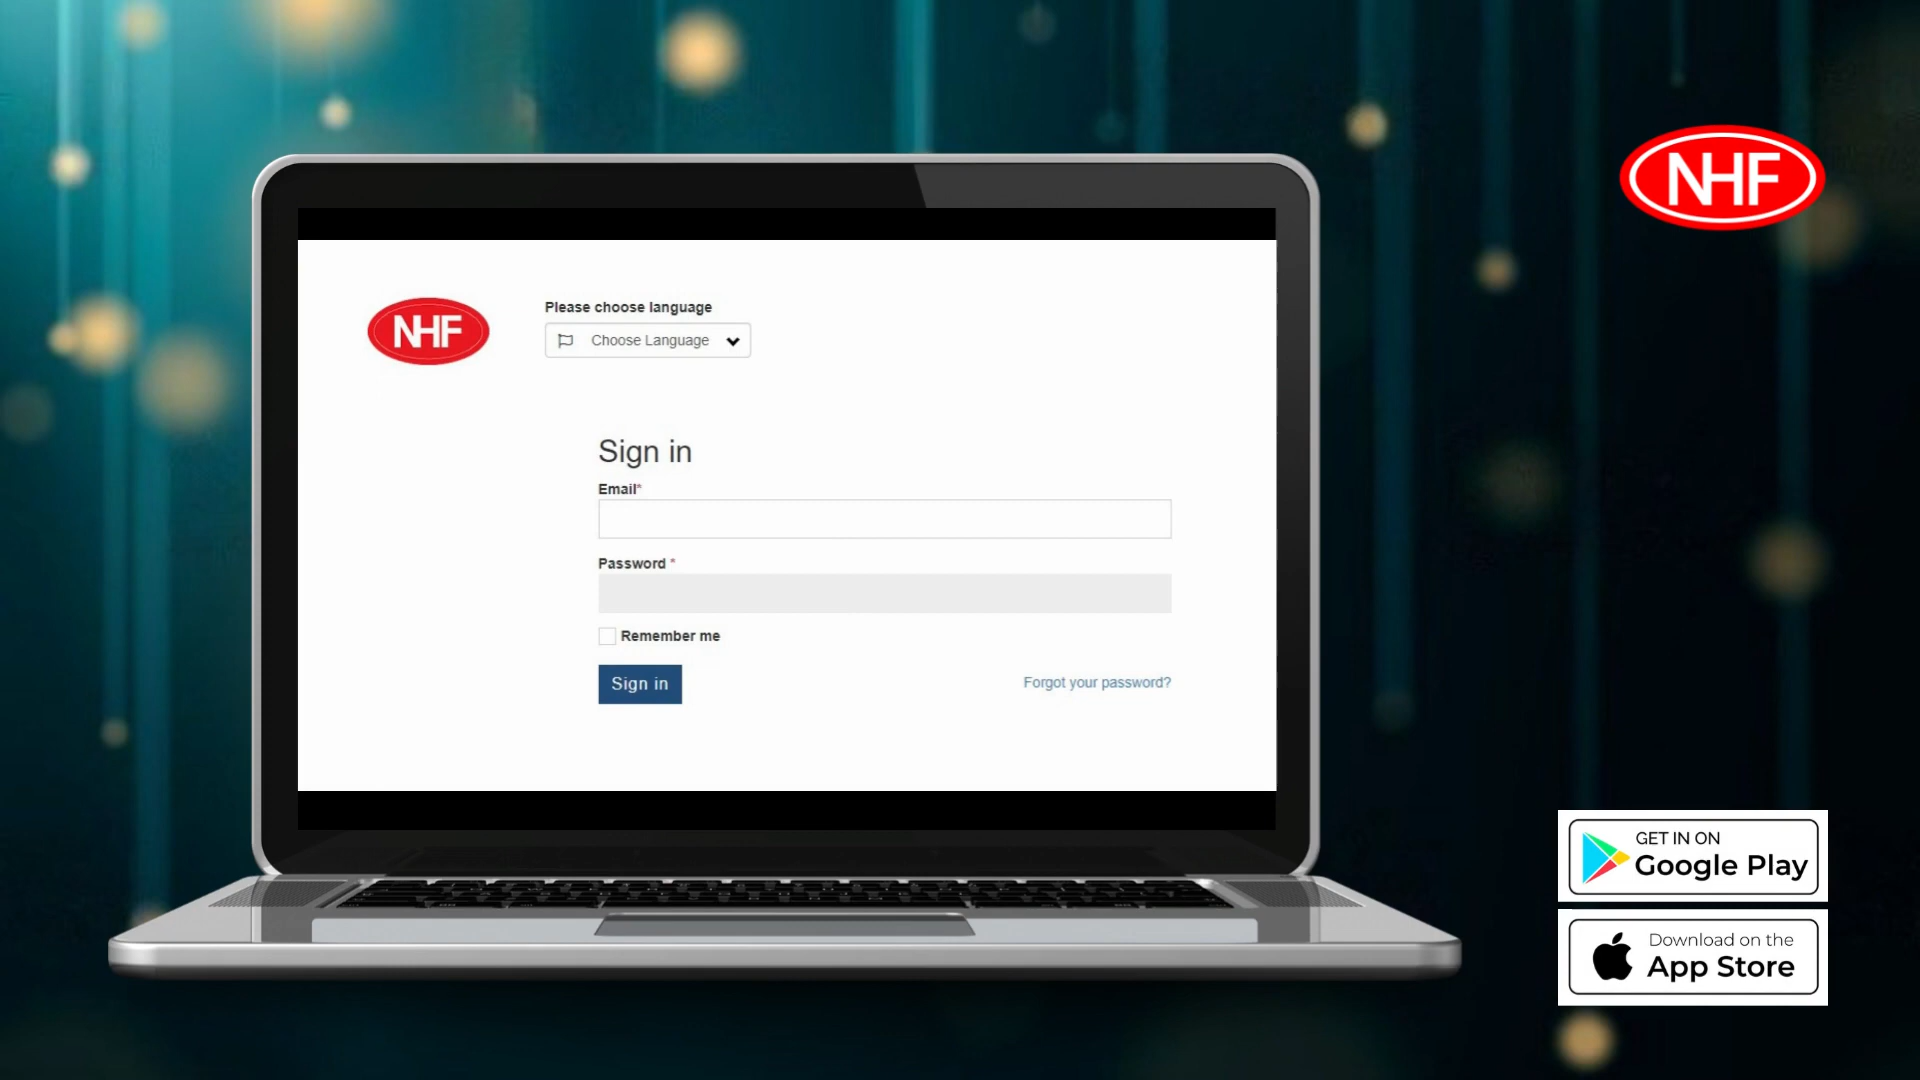 NHF
NHF
Please choose language
Choose Language
Sign in
Email*
Password *
Remember me
Sign in
Forgot your password?
GET IN ON
Google Play
Download on the
App Store